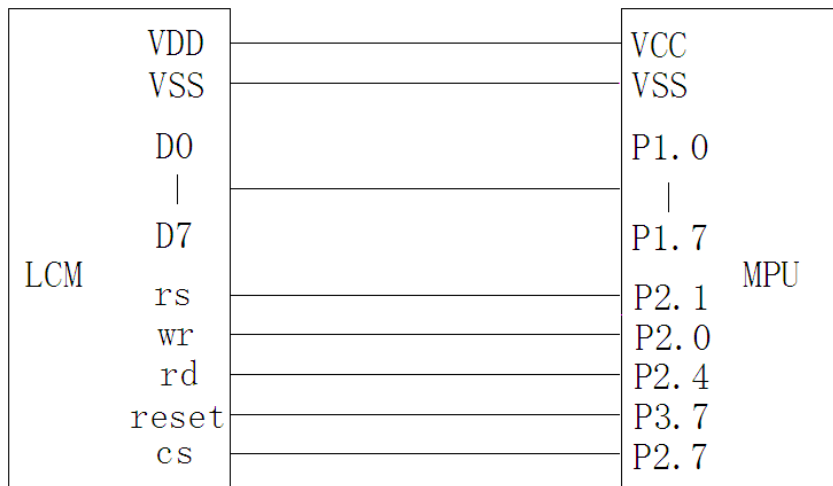 VDD VCC
VSS VSS
D0 P1.0
D7 P1.7
LCM MPU
rs P2.1
wr P2.0
rd P2.4
reset P3.7
cs P2.7